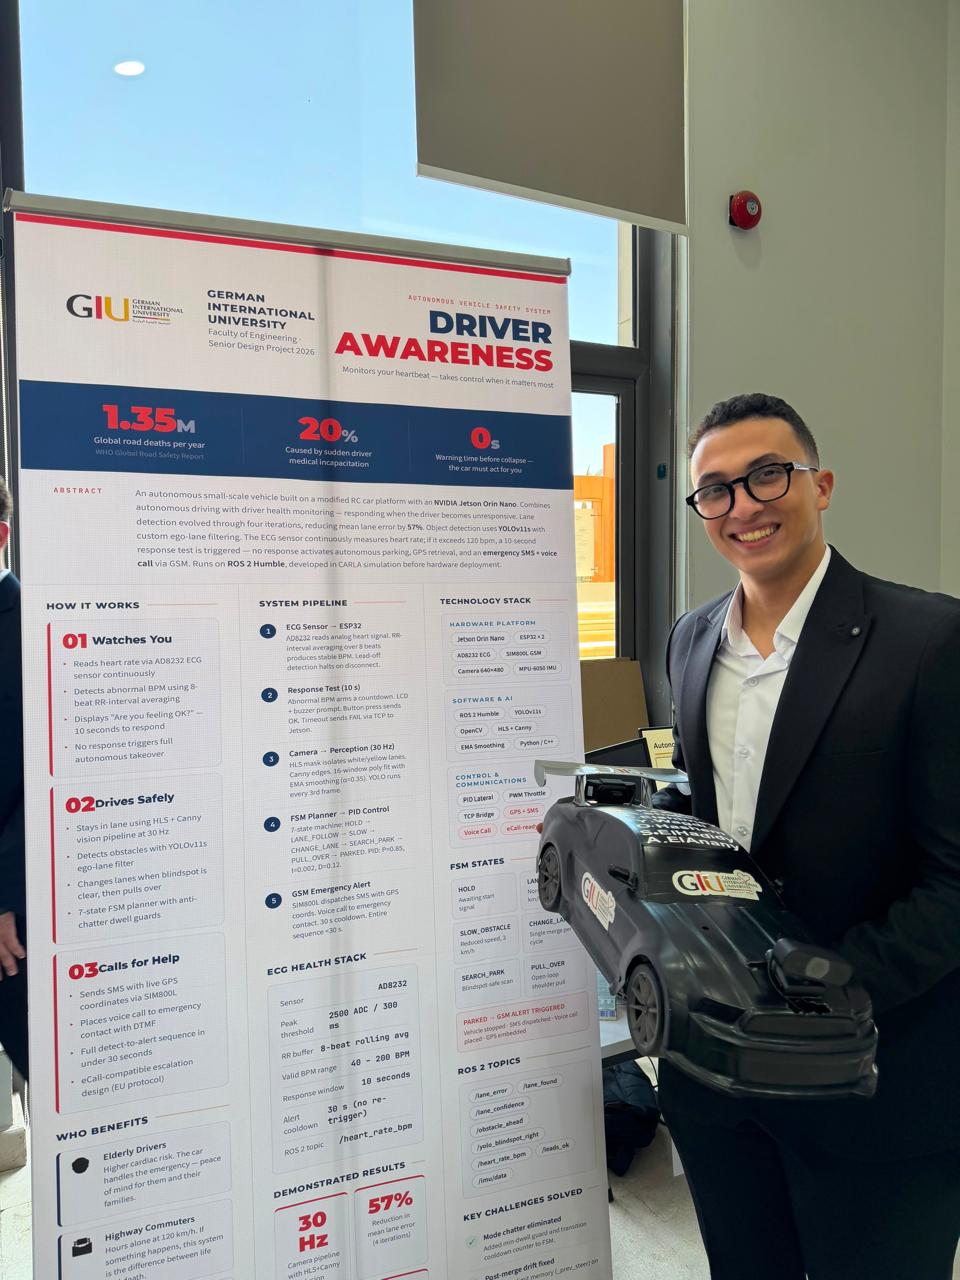 GIU
GERMAN
INTERNATIONAL
UNIVERSITY
GERMAN
INTERNATIONAL
UNIVERSITY
Faculty of Engineering ·
Senior Design Project 2026
AUTONOMOUS VEHICLE SAFETY SYSTEM
DRIVER
AWARENESS
Monitors your heartbeat — takes control when it matters most
1.35M
Global road deaths per year
WHO Global Road Safety Report
20%
Caused by sudden driver
medical incapacitation
0s
Warning time before collapse —
the car must act for you
ABSTRACT
An autonomous small-scale vehicle built on a modified RC car platform with an NVIDIA Jetson Orin Nano. Combines
autonomous driving with driver health monitoring — responding when the driver becomes unresponsive. Lane
detection evolved through four iterations, reducing mean lane error by 57%. Object detection uses YOLOv11s with
custom ego-lane filtering. The ECG sensor continuously measures heart rate; if it exceeds 120 bpm, a 10-second
response test is triggered — no response activates autonomous parking, GPS retrieval, and an emergency SMS + voice
call via GSM. Runs on ROS 2 Humble, developed in CARLA simulation before hardware deployment.
HOW IT WORKS
01 Watches You
• Reads heart rate via AD8232 ECG
sensor continuously
• Detects abnormal BPM using 8-
beat RR-interval averaging
• Displays "Are you feeling OK?" —
10 seconds to respond
• No response triggers full
autonomous takeover
02 Drives Safely
• Stays in lane using HLS + Canny
vision pipeline at 30 Hz
• Detects obstacles with YOLOv11s
ego-lane filter
• Changes lanes when blindspot is
clear, then pulls over
• 7-state FSM planner with anti-
chatter dwell guards
03 Calls for Help
• Sends SMS with live GPS
coordinates via SIM800L
• Places voice call to emergency
contact with DTMF
• Full detect-to-alert sequence in
under 30 seconds
• eCall-compatible escalation
design (EU protocol)
WHO BENEFITS
Elderly Drivers
Higher cardiac risk. The car
handles the emergency — peace
of mind for them and their
families.
Highway Commuters
Hours alone at 120 km/h. If
something happens, this system
is the difference between life
death.
SYSTEM PIPELINE
1 ECG Sensor → ESP32
AD8232 reads analog heart signal. RR-
interval averaging over 8 beats
produces stable BPM. Lead-off
detection halts on disconnect.
2 Response Test (10 s)
Abnormal BPM arms a countdown. LCD
+ buzzer prompt. Button press sends
OK. Timeout sends FAIL via TCP to
Jetson.
3 Camera → Perception (30 Hz)
HLS mask isolates white/yellow lanes.
Canny edges. 16-window poly fit with
EMA smoothing (α=0.35). YOLO runs
every 3rd frame.
4 FSM Planner → PID Control
7-state machine: HOLD →
LANE_FOLLOW → SLOW →
CHANGE_LANE → SEARCH_PARK →
PULL_OVER → PARKED. PID: P=0.85,
I=0.002, D=0.12.
5 GSM Emergency Alert
SIM800L dispatches SMS with GPS
coords. Voice call to emergency
contact. 30 s cooldown. Entire
sequence <30 s.
ECG HEALTH STACK
Sensor AD8232
Peak threshold 2500 ADC / 300 ms
RR buffer 8-beat rolling avg
Valid BPM range 40 – 200 BPM
Response window 10 seconds
Alert cooldown 30 s (no re-trigger)
ROS 2 topic /heart_rate_bpm
DEMONSTRATED RESULTS
30
Hz
Camera pipeline
with HLS+Canny
57%
Reduction in
mean lane error
(4 iterations)
TECHNOLOGY STACK
HARDWARE PLATFORM
Jetson Orin Nano
ESP32 × 2
AD8232 ECG
SIM800L GSM
Camera 640×480
MPU-6050 IMU
SOFTWARE & AI
ROS 2 Humble
YOLOv11s
OpenCV
HLS + Canny
EMA Smoothing
Python / C++
CONTROL &
COMMUNICATIONS
PID Lateral
PWM Throttle
TCP Bridge
GPS + SMS
Voice Call
eCall-read
FSM STATES
HOLD
Awaiting start
signal
LAN
Nor
km/
SLOW_OBSTACLE
Reduced speed, 3
km/h
CHANGE_LA
Single merge per
cycle
SEARCH_PARK
Blindspot-safe scan
PULL_OVER
Open-loop
shoulder pull
PARKED → GSM ALERT TRIGGERED
Vehicle stopped · SMS dispatched · Voice call
placed · GPS embedded
ROS 2 TOPICS
/lane_error
/lane_found
/lane_confidence
/obstacle_ahead
/yolo_blindspot_right
/heart_rate_bpm
/leads_ok
/imu/data
KEY CHALLENGES SOLVED
✓ Mode chatter eliminated
Added min-dwell guard and transition
cooldown counter to FSM.
Post-merge drift fixed
memory (_prev_steer) on
A.ElAnany
GIU
GERMAN
INTERNATIONAL
UNIVERSITY
GIU
Autono